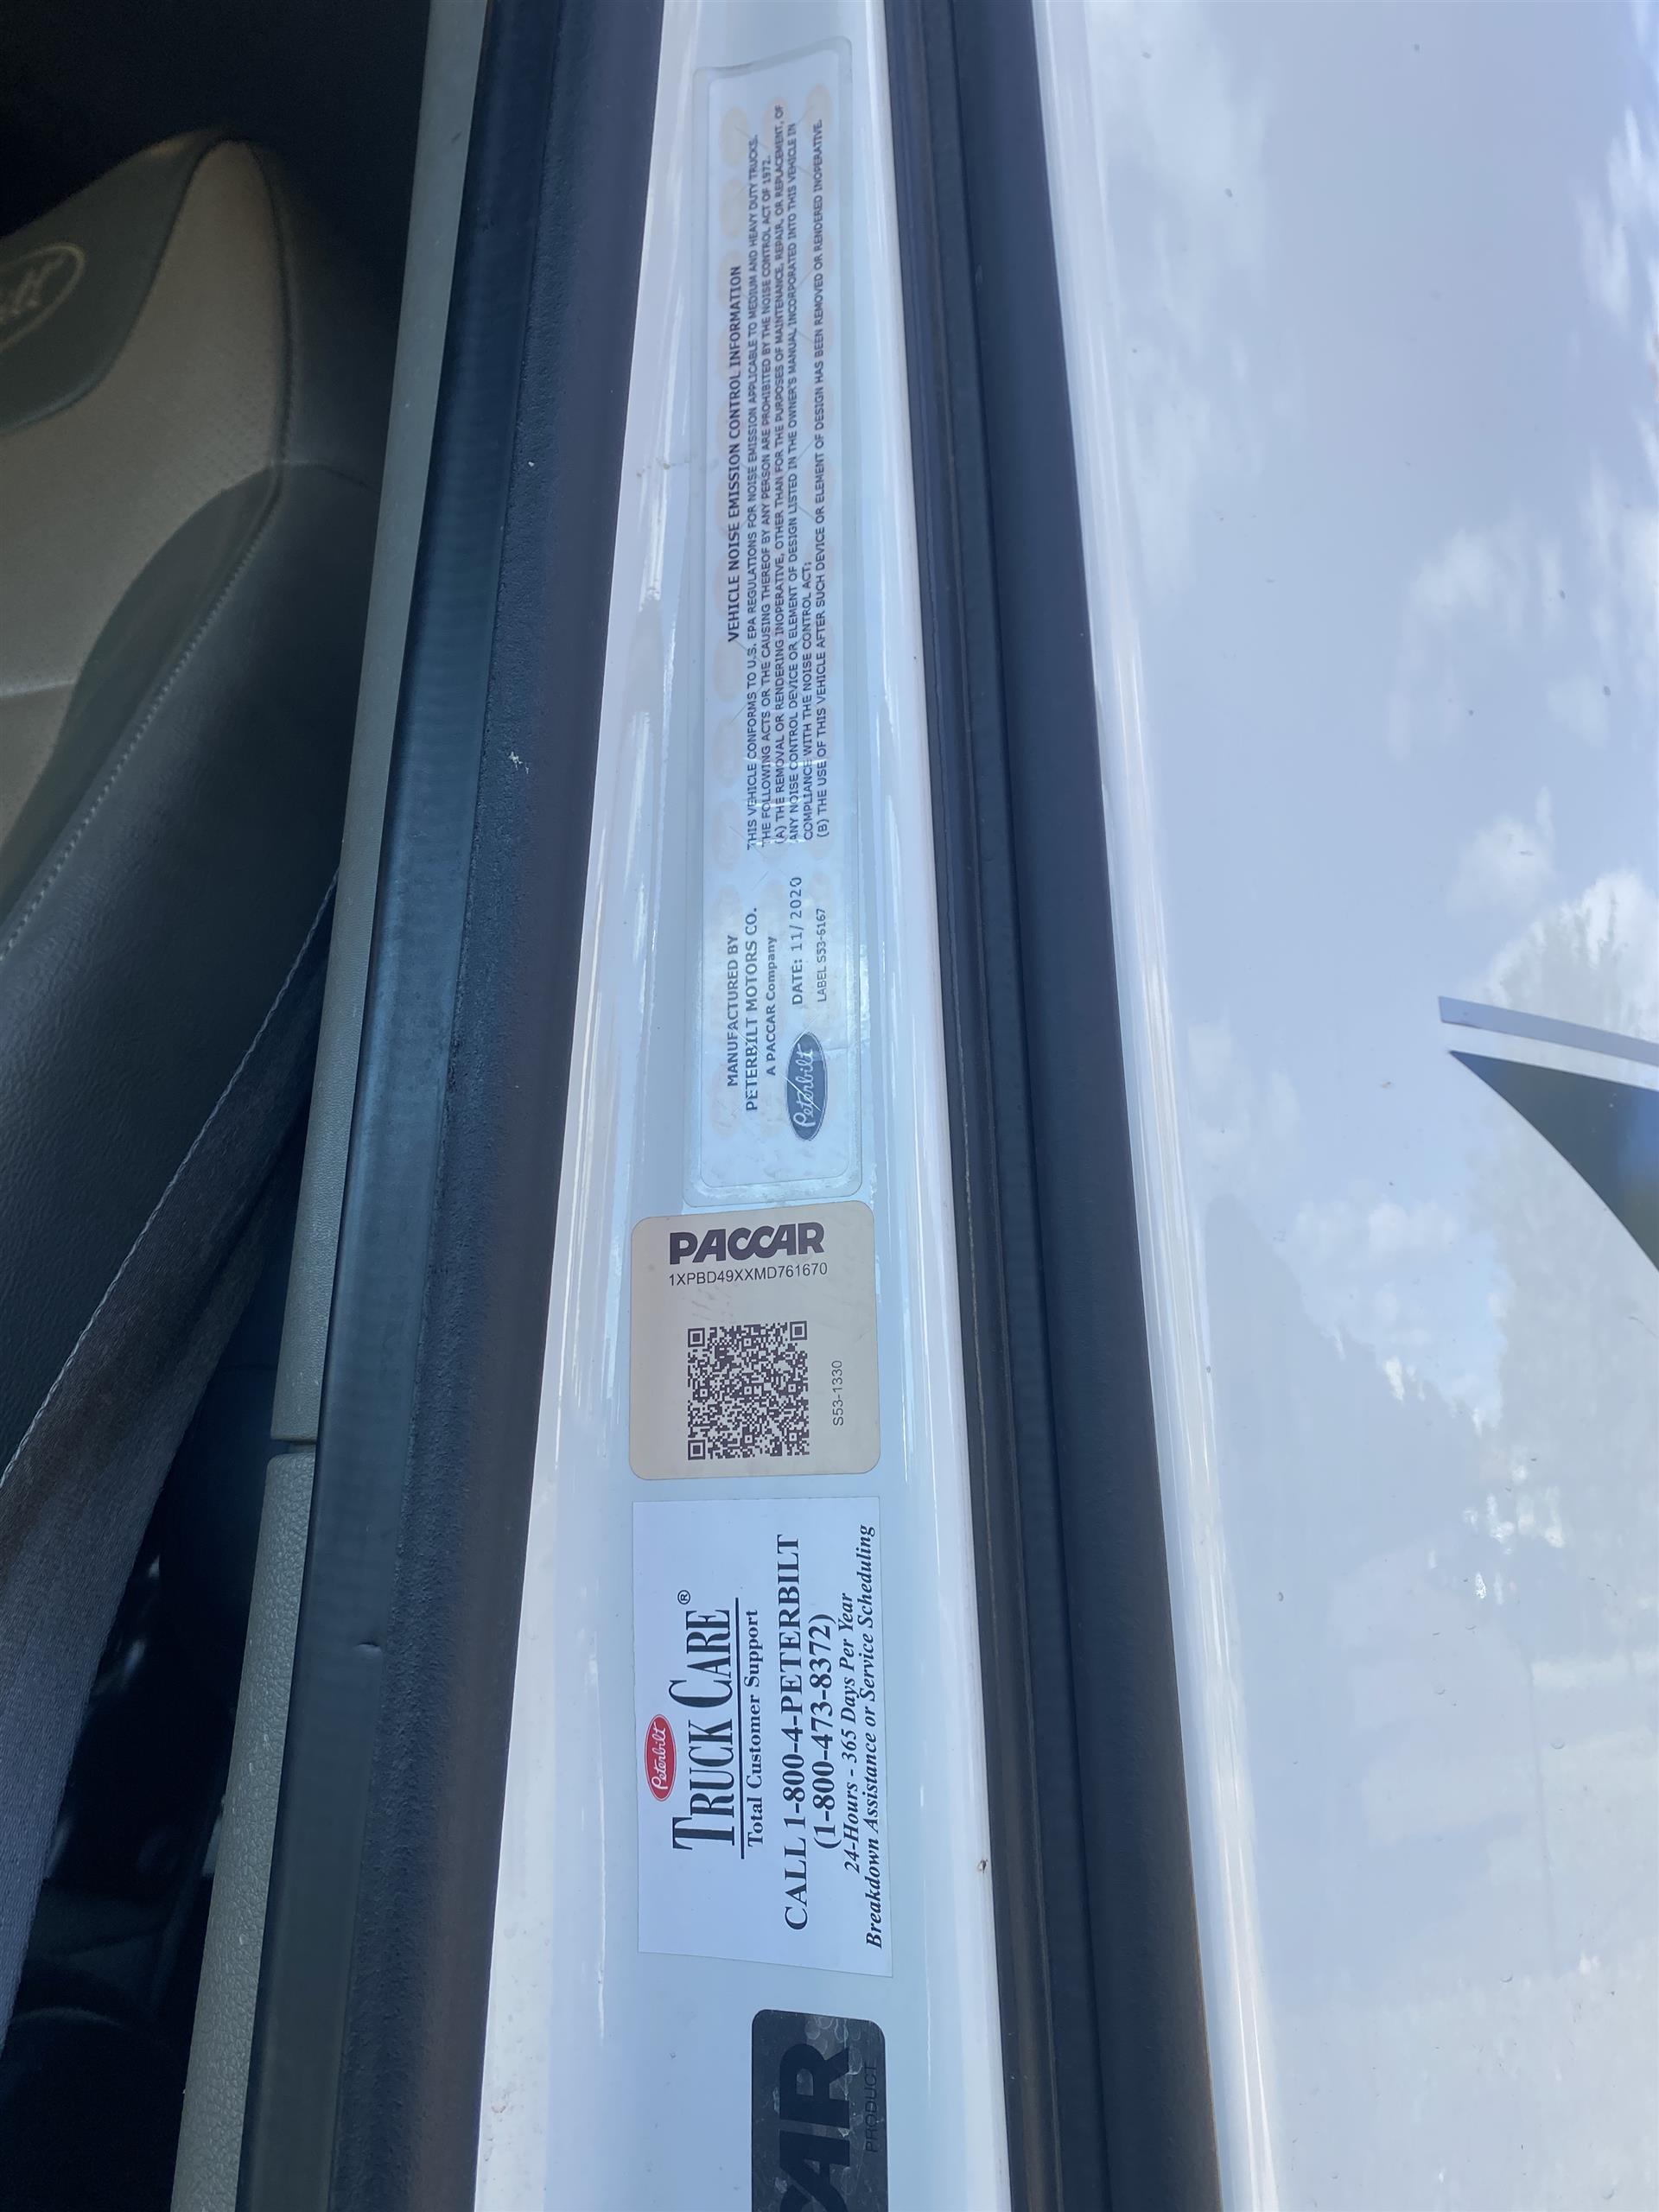 VEHICLE NOISE EMISSION CONTROL INFORMATION
THIS VEHICLE CONFORMS TO U.S. EPA REGULATIONS FOR NOISE EMISSION APPLICABLE TO MEDIUM AND HEAVY DUTY TRUCKS.
THE FOLLOWING ACTS OR THE CAUSING THEREOF BY ANY PERSON ARE PROHIBITED BY THE NOISE CONTROL ACT OF 1972.
(A) THE REMOVAL OR RENDERING INOPERATIVE, OTHER THAN FOR THE PURPOSES OF MAINTENANCE, REPAIR, OR REPLACEMENT, OF
ANY NOISE CONTROL DEVICE OR ELEMENT OF DESIGN LISTED IN THE OWNER'S MANUAL INCORPORATED INTO THIS VEHICLE IN
COMPLIANCE WITH THE NOISE CONTROL ACT;
(B) THE USE OF THIS VEHICLE AFTER SUCH DEVICE OR ELEMENT OF DESIGN HAS BEEN REMOVED OR RENDERED INOPERATIVE.
MANUFACTURED BY
PETERBILT MOTORS CO.
A PACCAR Company
Peterbilt
DATE: 11/2020
LABEL S53-6167
PACCAR
1XPBD49XXMD761670
S53-1330
Peterbilt
TRUCK CARE®
Total Customer Support
CALL 1-800-4-PETERBILT
(1-800-473-8372)
24-Hours - 365 Days Per Year
Breakdown Assistance or Service Scheduling
CAR
PRODUCT